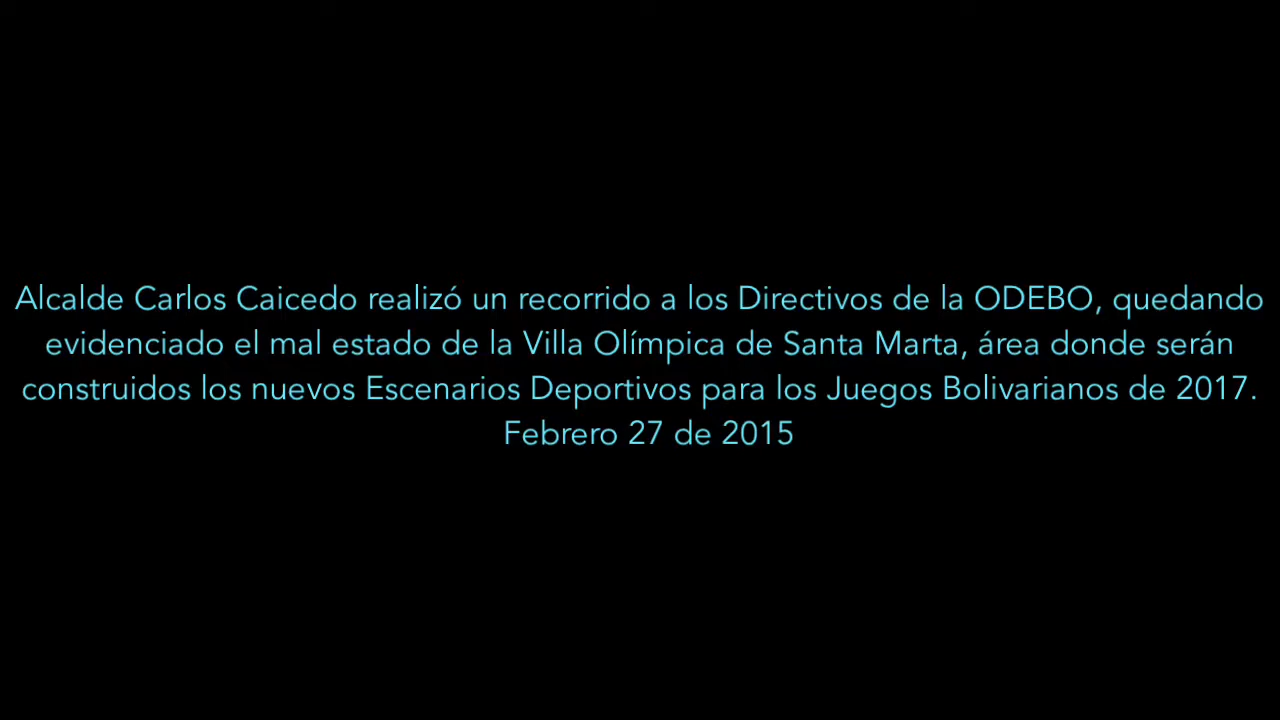 Alcalde Carlos Caicedo realizó un recorrido a los Directivos de la ODEBO, quedando
evidenciado el mal estado de la Villa Olímpica de Santa Marta, área donde serán
construidos los nuevos Escenarios Deportivos para los Juegos Bolivarianos de 2017.
Febrero 27 de 2015